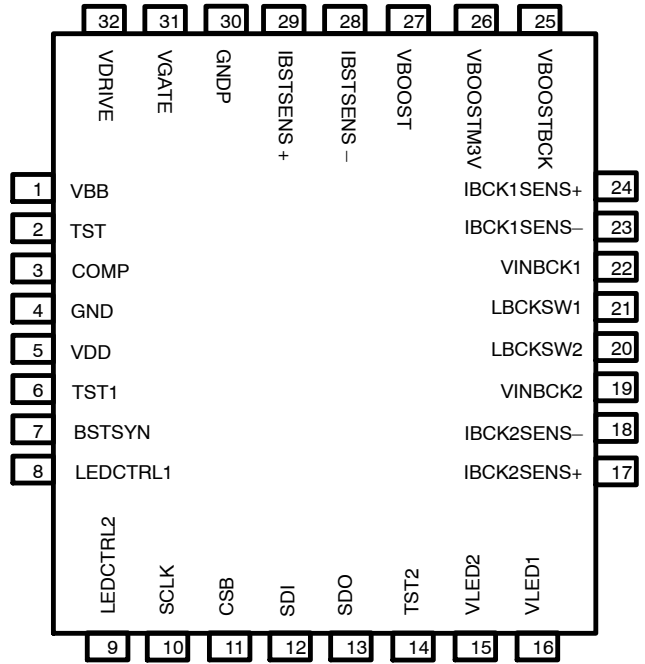 32 31 30 29 28 27 26 25
VDRIVE
VGATE
GNDP
IBSTSENS +
IBSTSENS –
VBOOST
VBOOSTM3V
VBOOSTBCK
1 VBB
2 TST
3 COMP
4 GND
5 VDD
6 TST1
7 BSTSYN
8 LEDCTRL1
IBCK1SENS+ 24
IBCK1SENS– 23
VINBCK1 22
LBCKSW1 21
LBCKSW2 20
VINBCK2 19
IBCK2SENS– 18
IBCK2SENS+ 17
LEDCTRL2
SCLK
CSB
SDI
SDO
TST2
VLED2
VLED1
9 10 11 12 13 14 15 16